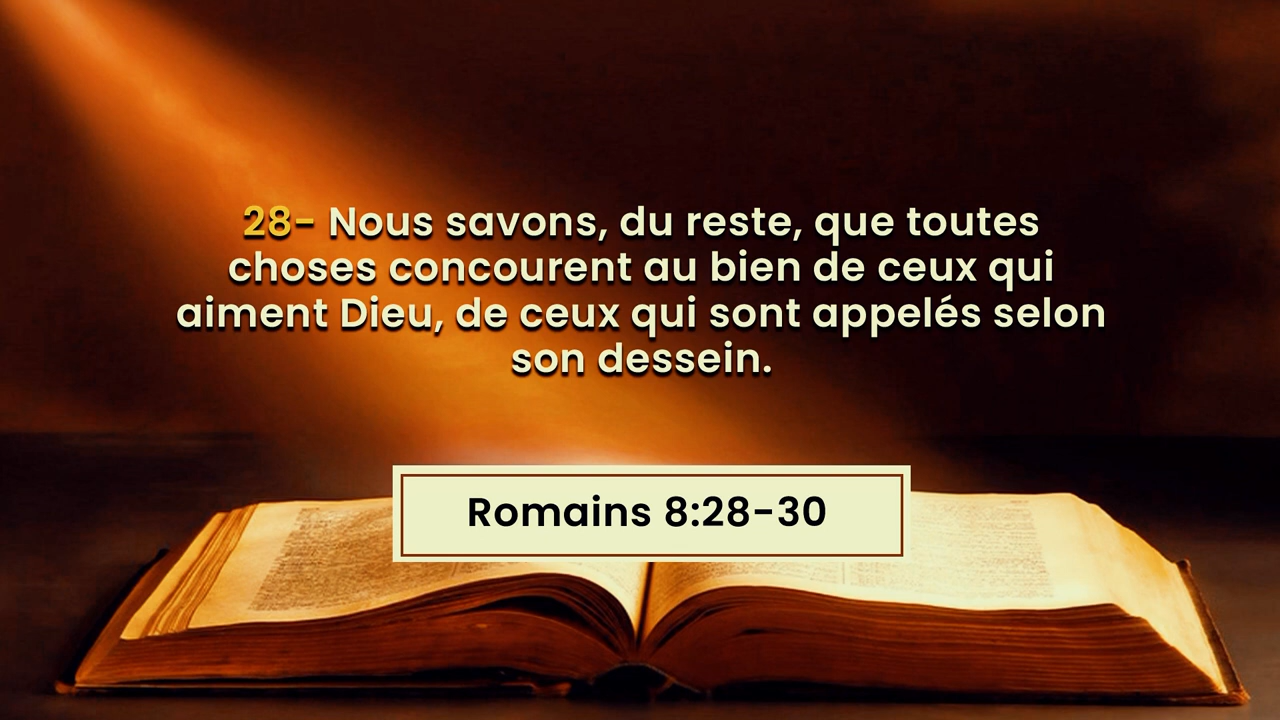 28- Nous savons, du reste, que toutes
choses concourent au bien de ceux qui
aiment Dieu, de ceux qui sont appelés selon
son dessein.
Romains 8:28-30